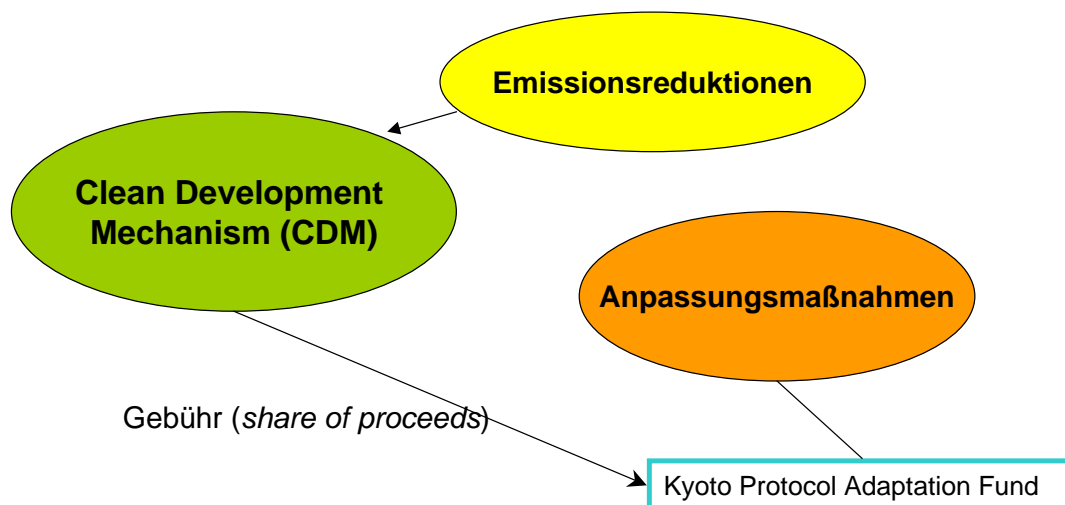 Emissionsreduktionen
Clean Development
Mechanism (CDM)
Anpassungsmaßnahmen
Gebühr (share of proceeds)
Kyoto Protocol Adaptation Fund